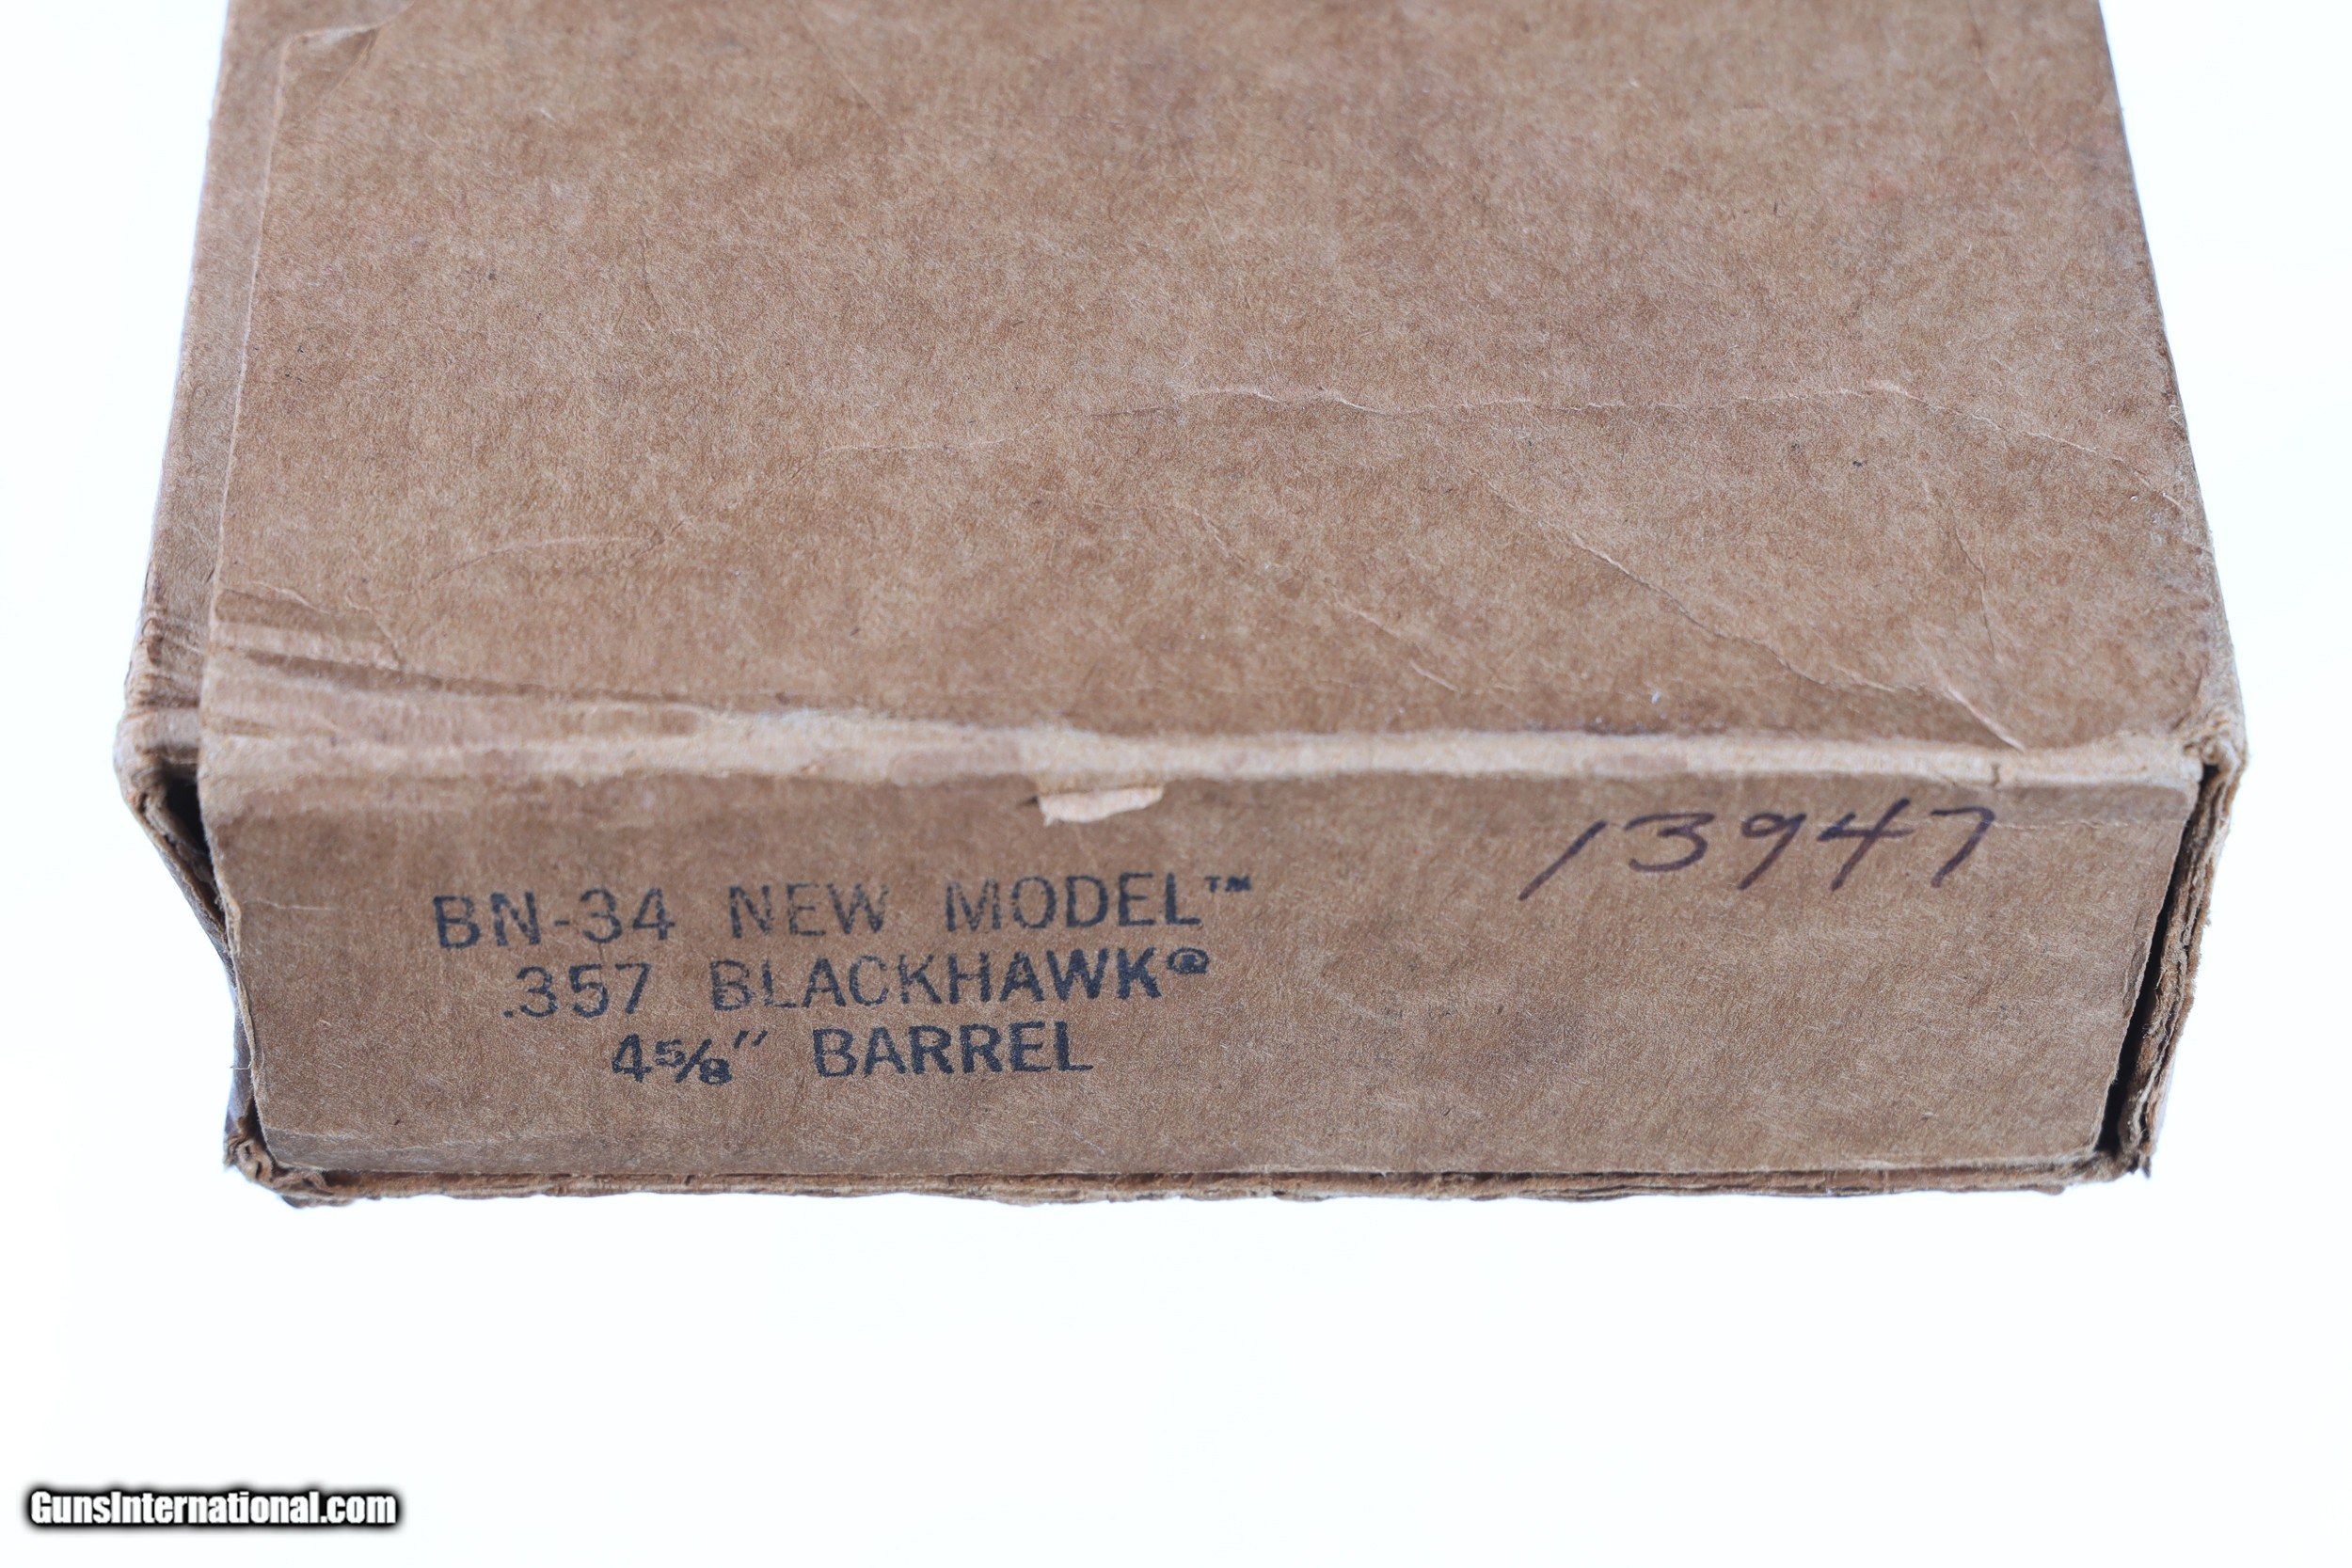 13947
BN-34 NEW MODEL™
.357 BLACKHAWK®
4⅝" BARREL
GunsInternational.com